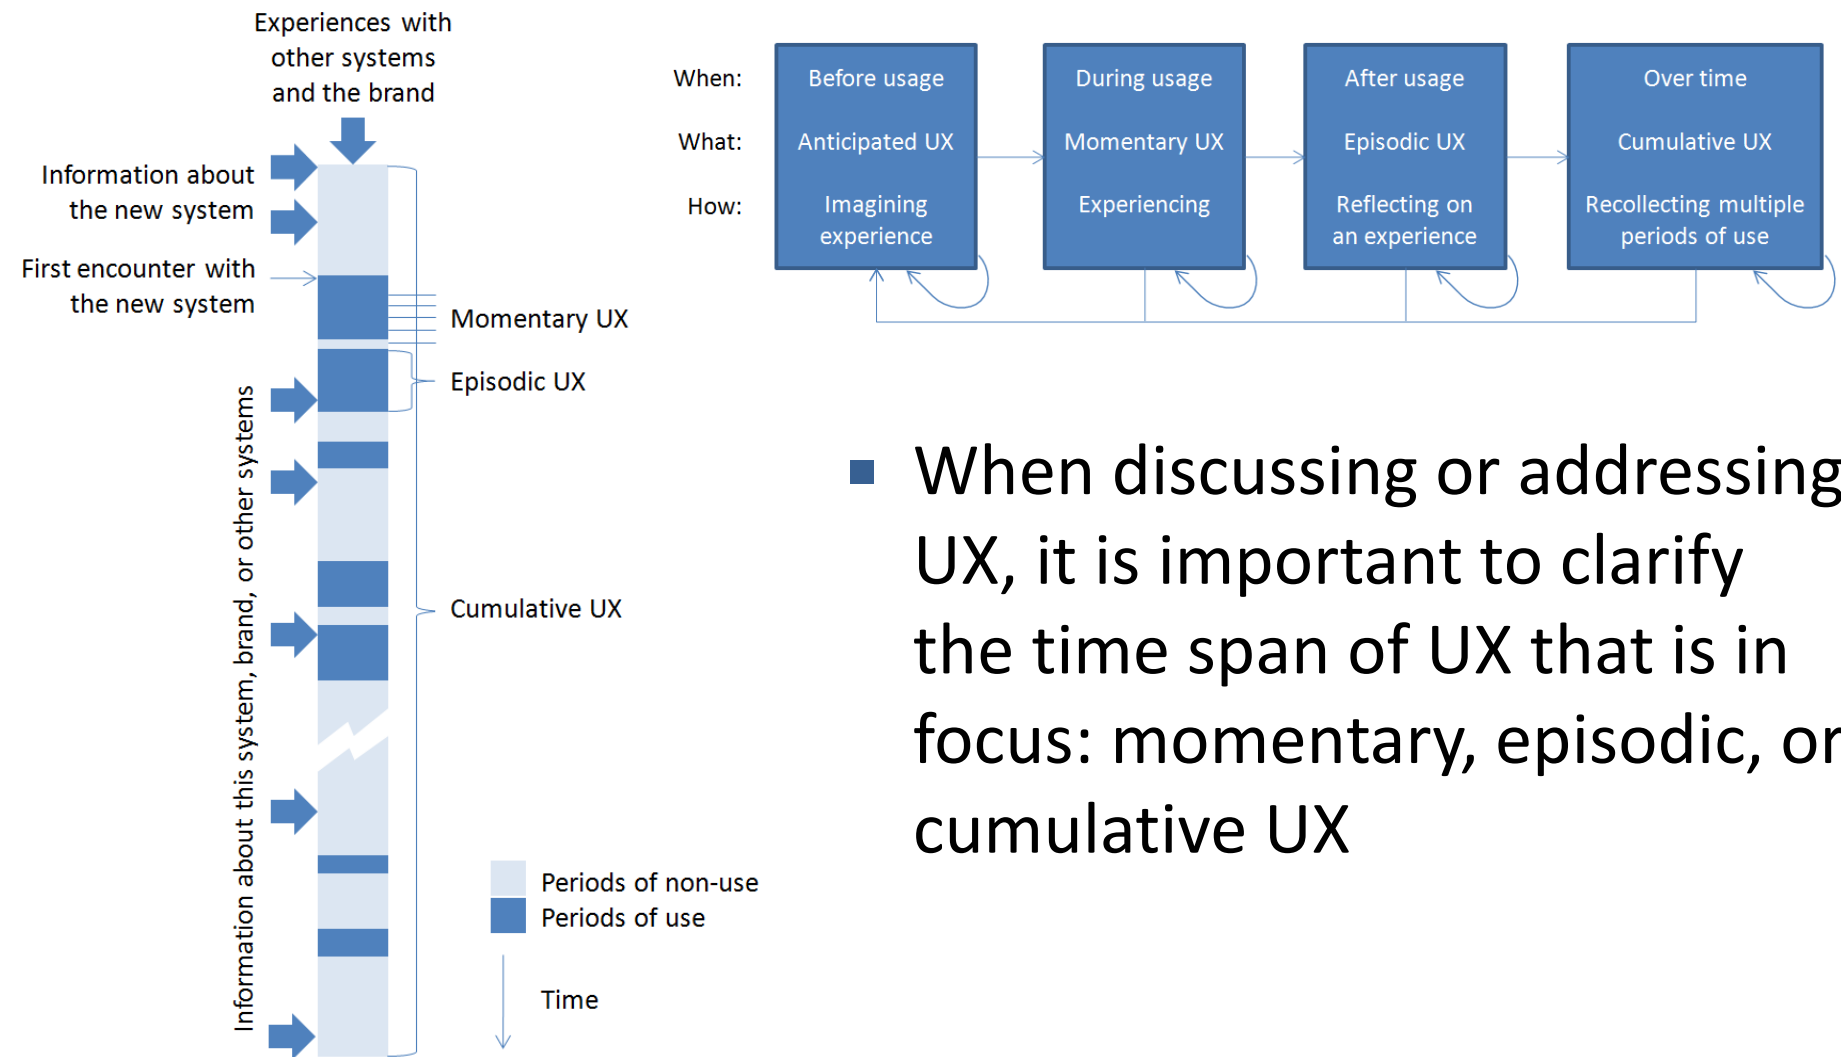 Experiences with
other systems
and the brand
Information about
the new system
First encounter with
the new system
Momentary UX
Episodic UX
Cumulative UX
Information about this system, brand, or other systems
Periods of non-use
Periods of use
Time
When:
Before usage
During usage
After usage
Over time
What:
Anticipated UX
Momentary UX
Episodic UX
Cumulative UX
How:
Imagining
experience
Experiencing
Reflecting on
an experience
Recollecting multiple
periods of use
When discussing or addressing
UX, it is important to clarify
the time span of UX that is in
focus: momentary, episodic, or
cumulative UX